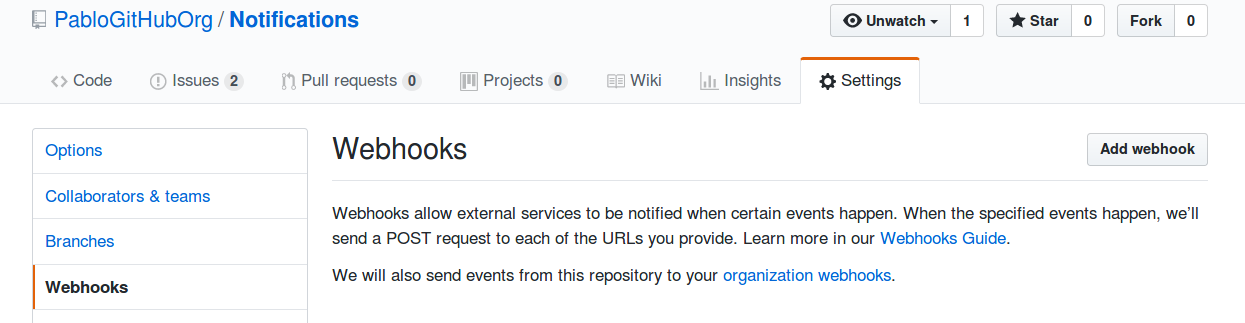 PabloGitHubOrg / Notifications
Unwatch 1 Star 0 Fork 0
Code Issues 2 Pull requests 0 Projects 0 Wiki Insights Settings
Options
Collaborators & teams
Branches
Webhooks
Webhooks Add webhook
Webhooks allow external services to be notified when certain events happen. When the specified events happen, we'll
send a POST request to each of the URLs you provide. Learn more in our Webhooks Guide.
We will also send events from this repository to your organization webhooks.